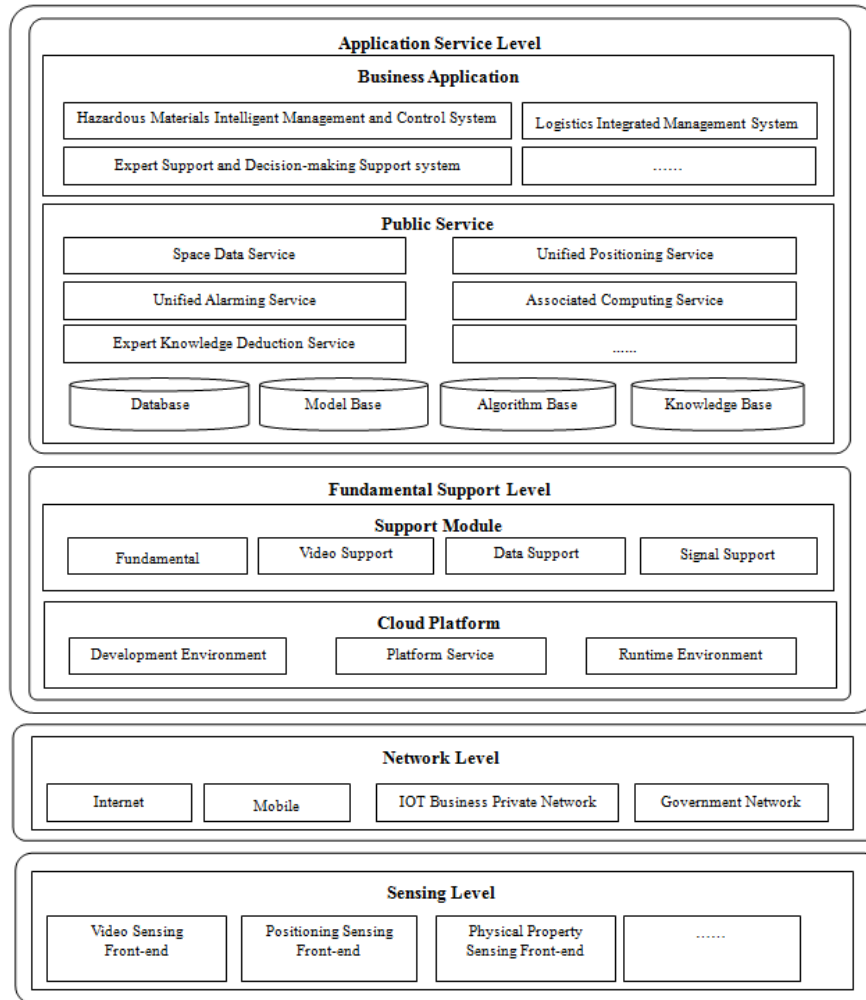 Application Service Level
Business Application
Hazardous Materials Intelligent Management and Control System
Logistics Integrated Management System
Expert Support and Decision-making Support system
……
Public Service
Space Data Service
Unified Positioning Service
Unified Alarming Service
Associated Computing Service
Expert Knowledge Deduction Service
......
Database
Model Base
Algorithm Base
Knowledge Base
Fundamental Support Level
Support Module
Fundamental
Video Support
Data Support
Signal Support
Cloud Platform
Development Environment
Platform Service
Runtime Environment
Network Level
Internet
Mobile
IOT Business Private Network
Government Network
Sensing Level
Video Sensing
Front-end
Positioning Sensing
Front-end
Physical Property
Sensing Front-end
……